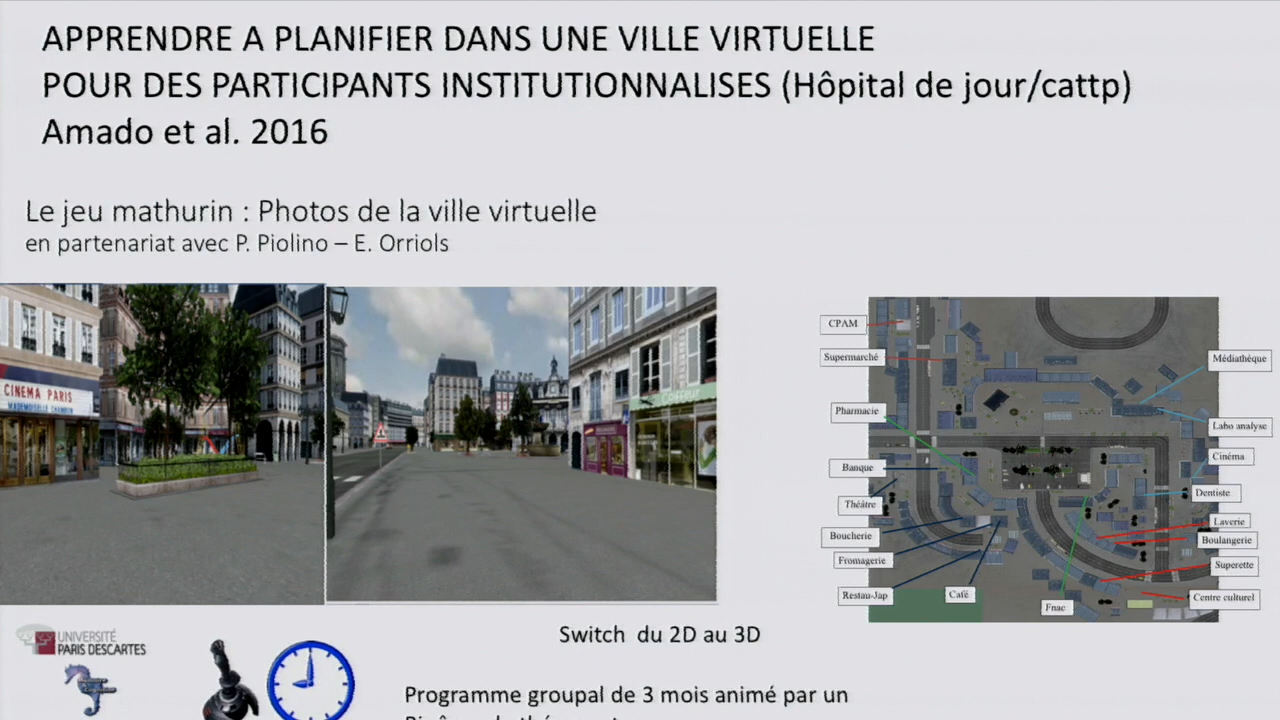 APPRENDRE A PLANIFIER DANS UNE VILLE VIRTUELLE
POUR DES PARTICIPANTS INSTITUTIONNALISES (Hôpital de jour/cattp)
Amado et al. 2016
Le jeu mathurin : Photos de la ville virtuelle
en partenariat avec P. Piolino – E. Orriols
CINEMA PARIS
MADEMOISELLE CHAMBON
CPAM
Supermarché
Pharmacie
Banque
Théâtre
Boucherie
Fromagerie
Restau-Jap
Café
Fnac
Médiathèque
Labo analyse
Cinéma
Dentiste
Laverie
Boulangerie
Superette
Centre culturel
UNIVERSITÉ
PARIS DESCARTES
Switch du 2D au 3D
Programme groupal de 3 mois animé par un